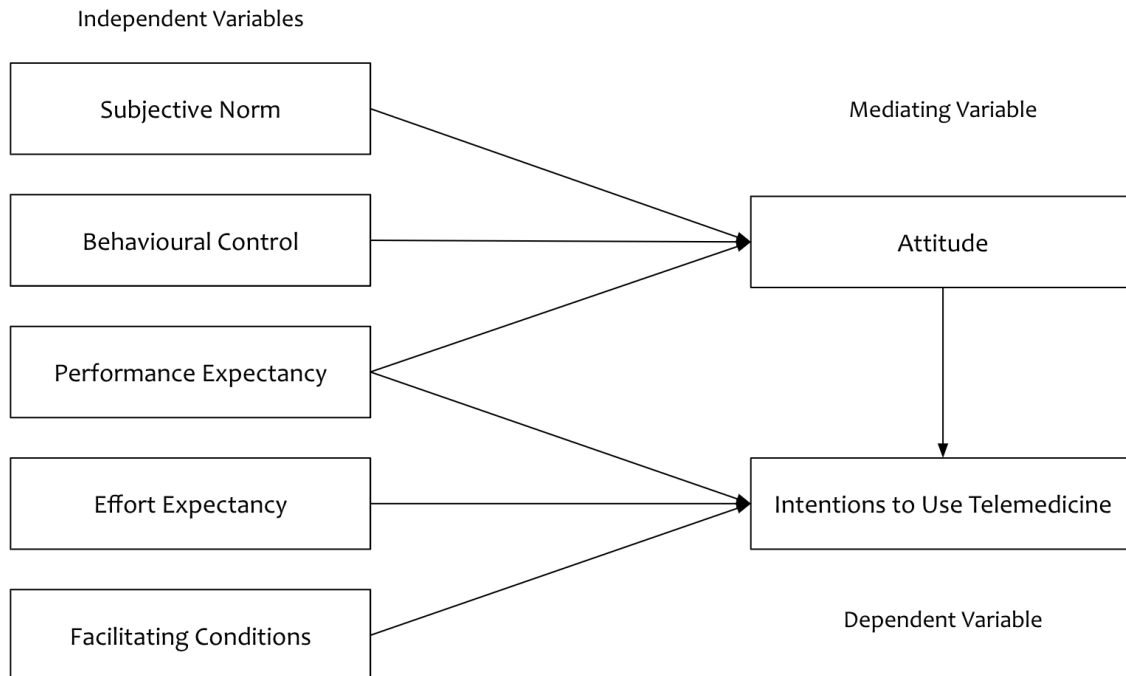 Independent Variables
Subjective Norm
Mediating Variable
Behavioural Control
Attitude
Performance Expectancy
Effort Expectancy
Intentions to Use Telemedicine
Facilitating Conditions
Dependent Variable